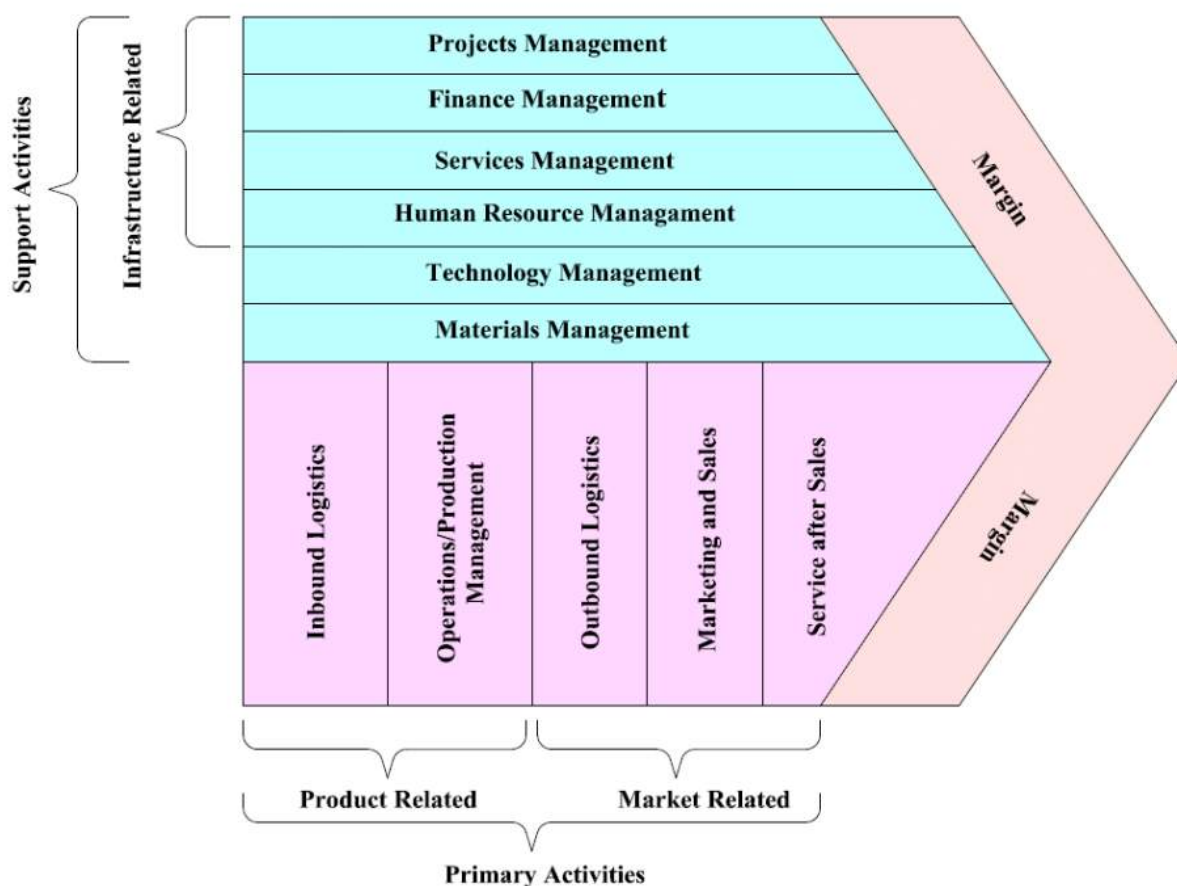 Support Activities
Infrastructure Related
Projects Management
Finance Management
Services Management
Human Resource Managament
Technology Management
Materials Management
Margin
Margin
Inbound Logistics
Operations/Production
Management
Outbound Logistics
Marketing and Sales
Service after Sales
Product Related
Market Related
Primary Activities